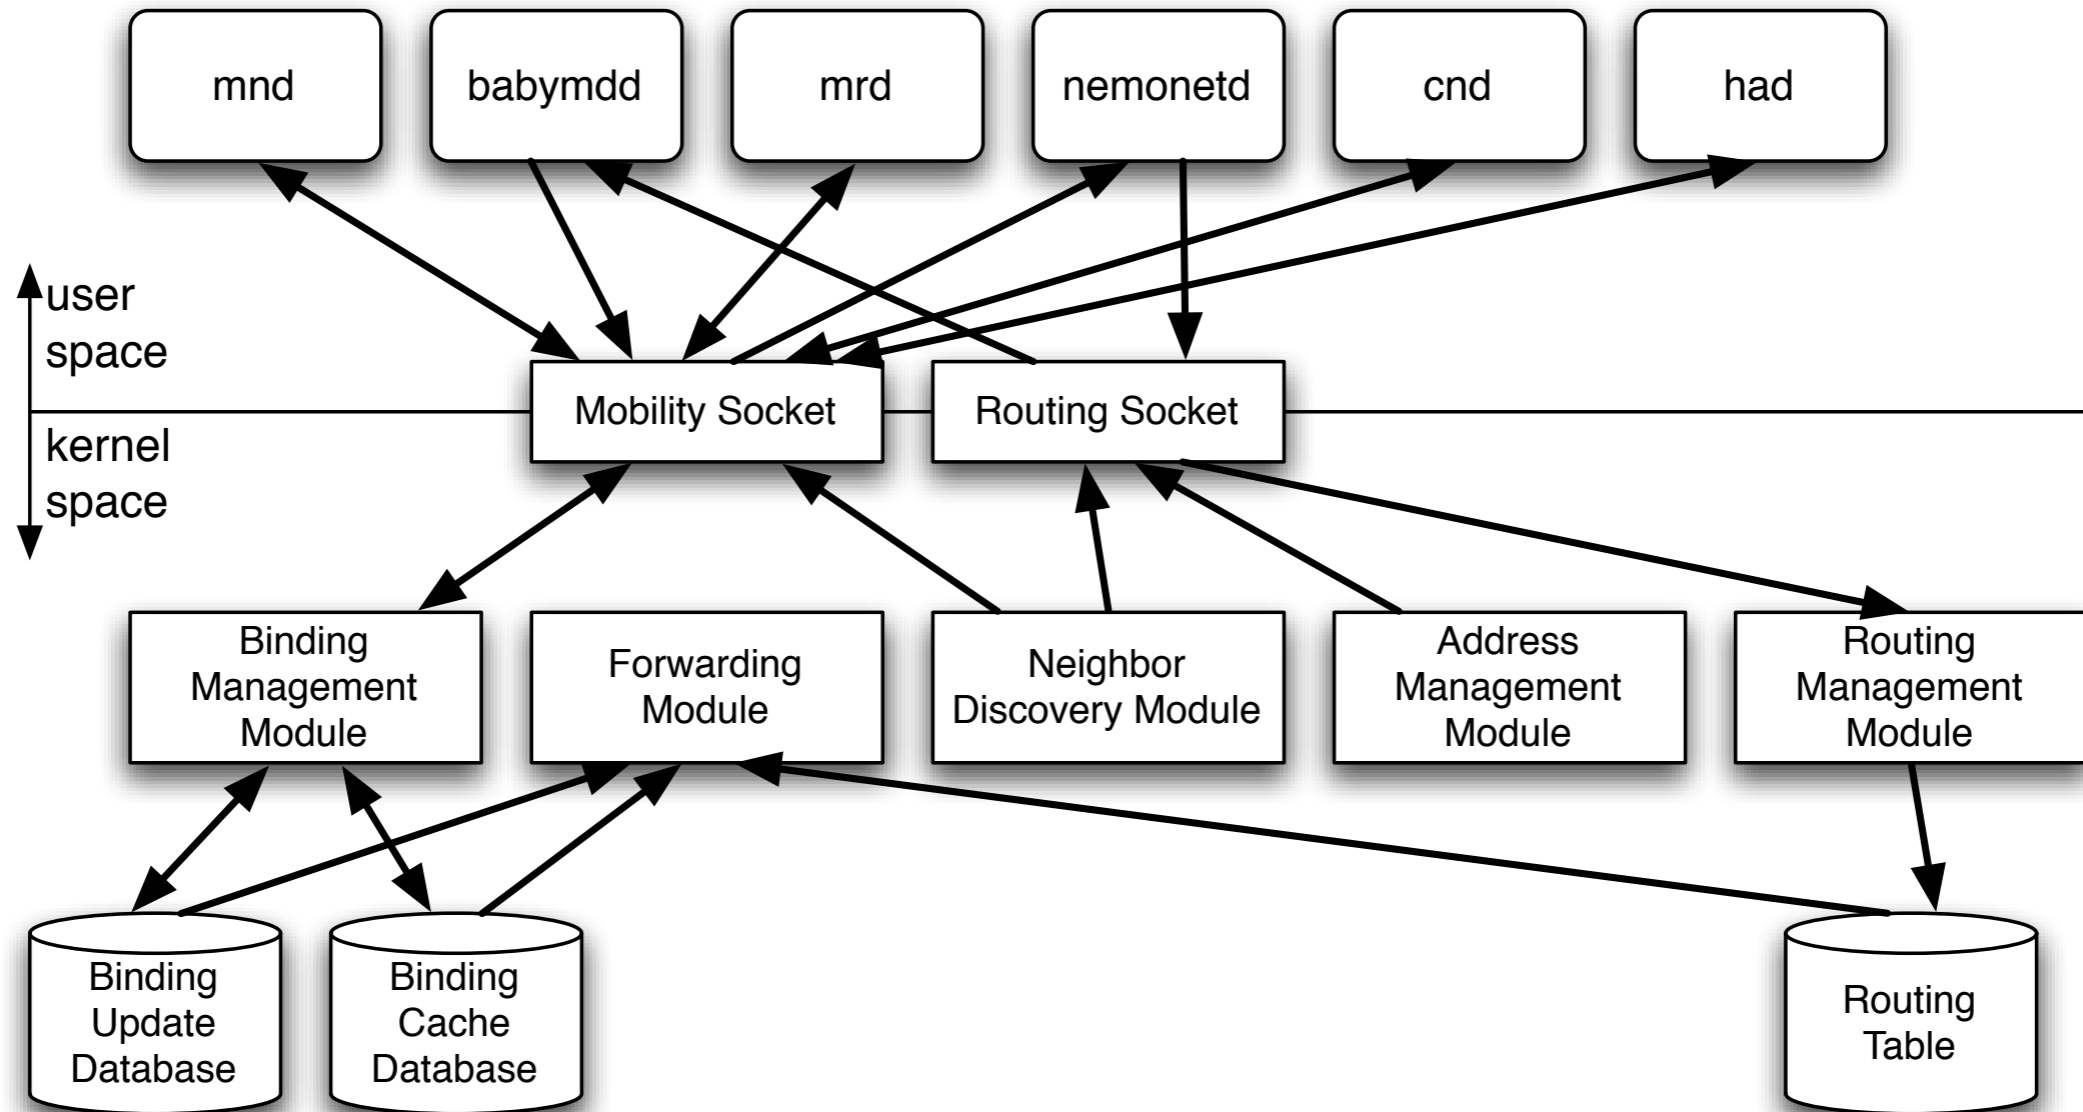 mnd
babymdd
mrd
nemonetd
cnd
had
user
space
Mobility Socket
Routing Socket
kernel
space
Binding
Management
Module
Forwarding
Module
Neighbor
Discovery Module
Address
Management
Module
Routing
Management
Module
Binding
Update
Database
Binding
Cache
Database
Routing
Table